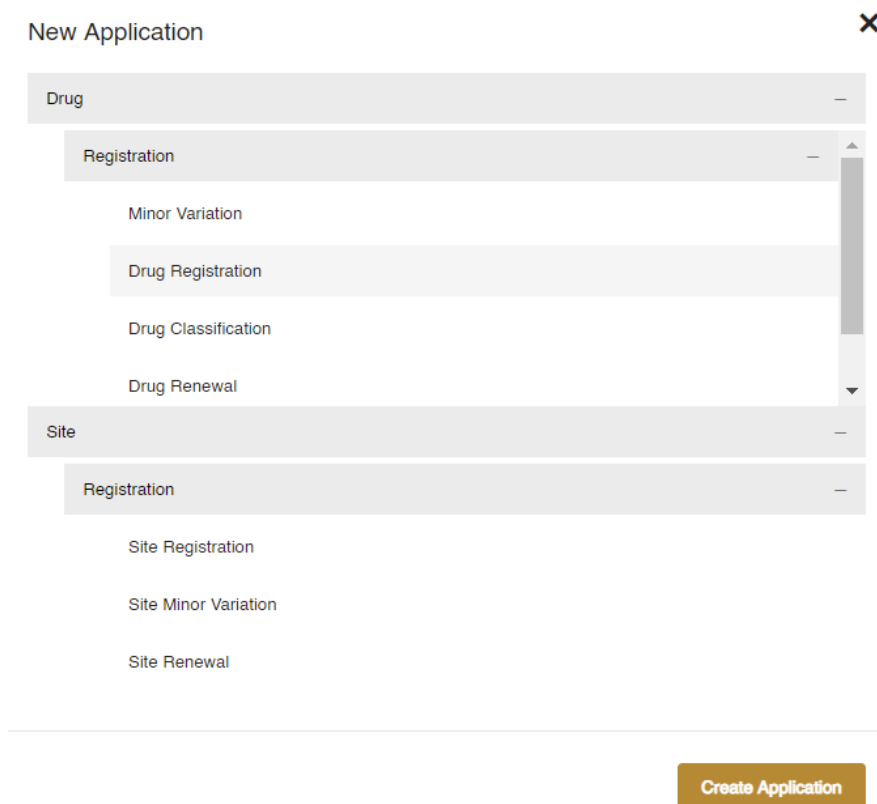 New Application
Drug
Registration
Minor Variation
Drug Registration
Drug Classification
Drug Renewal
Site
Registration
Site Registration
Site Minor Variation
Site Renewal
Create Application